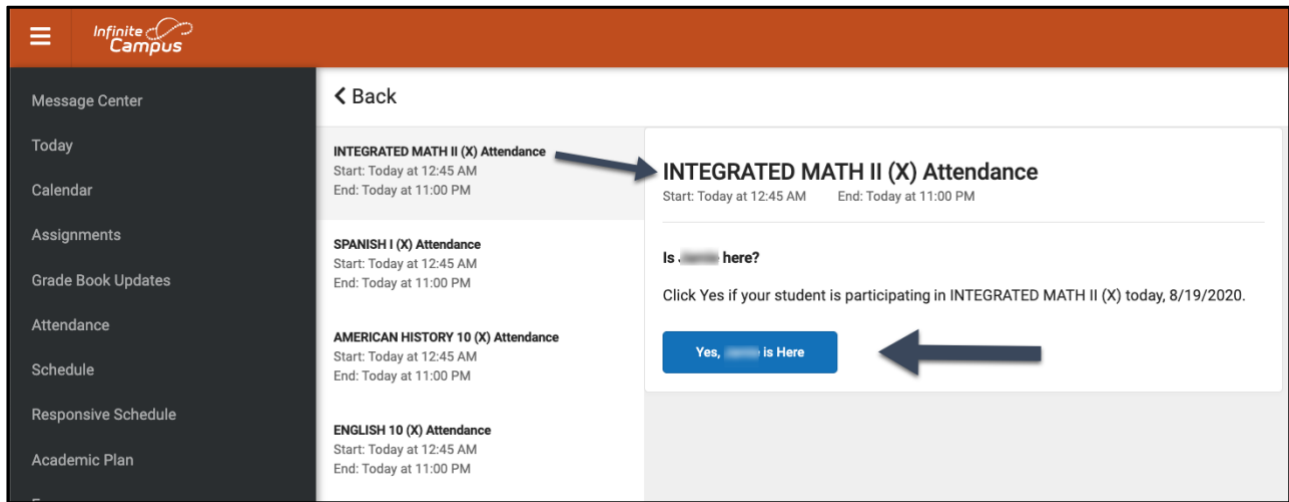 Infinite
Campus
Message Center
Today
Calendar
Assignments
Grade Book Updates
Attendance
Schedule
Responsive Schedule
Academic Plan
Back
INTEGRATED MATH II (X) Attendance
Start: Today at 12:45 AM
End: Today at 11:00 PM
SPANISH I (X) Attendance
Start: Today at 12:45 AM
End: Today at 11:00 PM
AMERICAN HISTORY 10 (X) Attendance
Start: Today at 12:45 AM
End: Today at 11:00 PM
ENGLISH 10 (X) Attendance
Start: Today at 12:45 AM
End: Today at 11:00 PM
INTEGRATED MATH II (X) Attendance
Start: Today at 12:45 AM End: Today at 11:00 PM
Is here?
Click Yes if your student is participating in INTEGRATED MATH II (X) today, 8/19/2020.
Yes, is Here